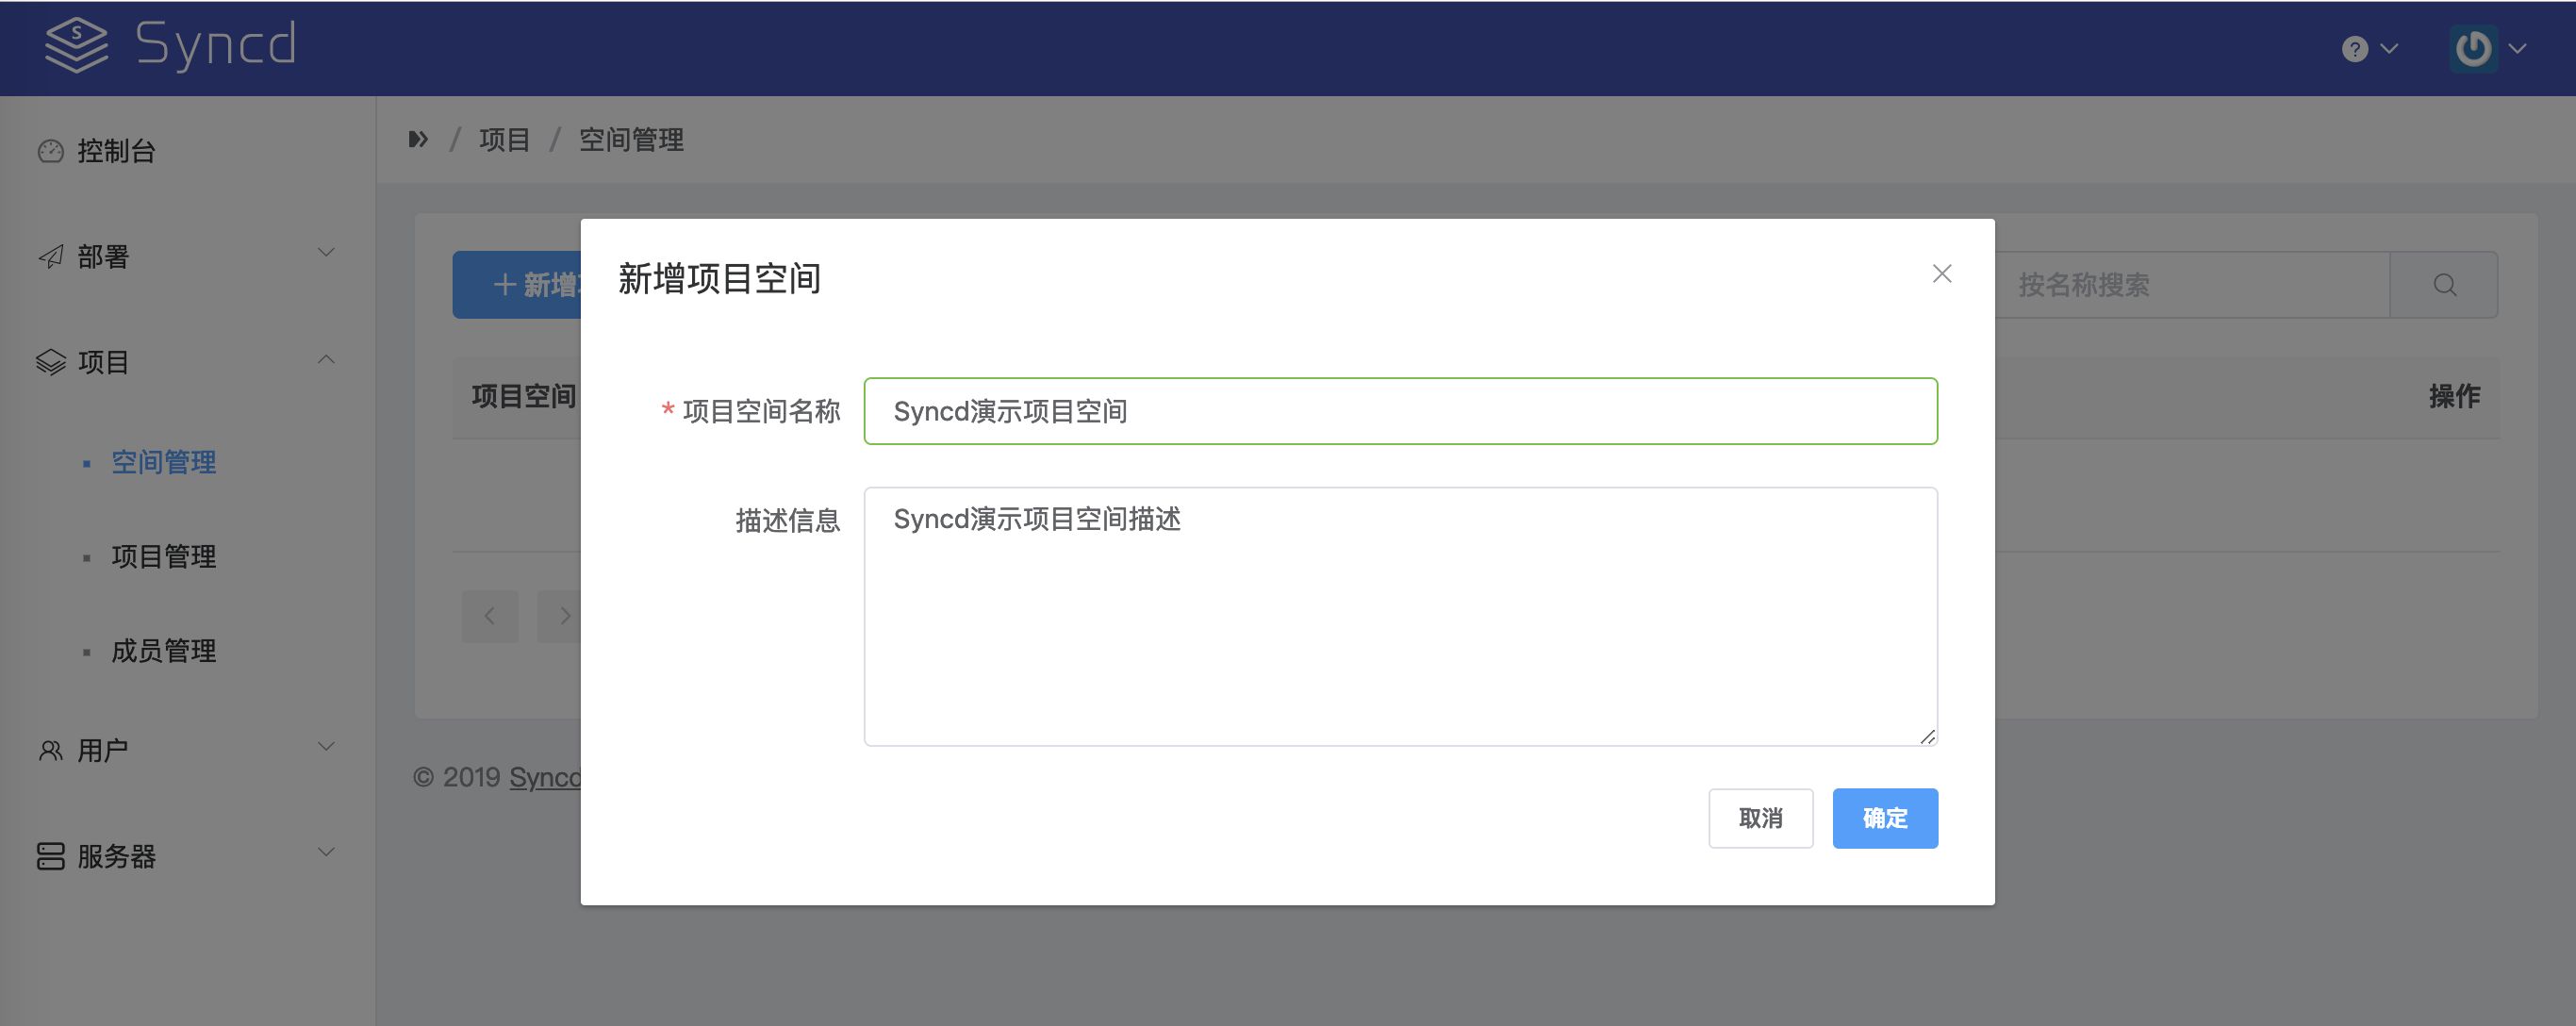 Syncd
控制台
部署
项目
空间管理
项目管理
成员管理
用户
服务器
/ 项目 / 空间管理
新增
按名称搜索
项目空间
操作
© 2019 Syncd
新增项目空间
* 项目空间名称
Syncd演示项目空间
描述信息
Syncd演示项目空间描述
取消
确定